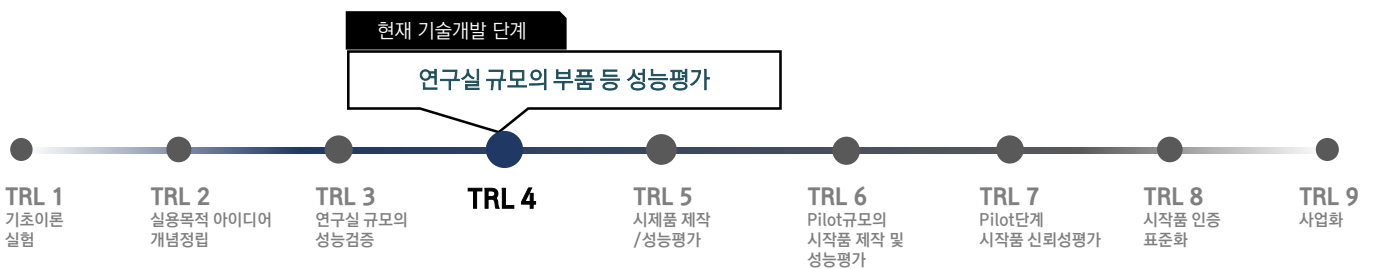 현재 기술개발 단계
연구실 규모의 부품 등 성능평가
TRL 1
기초이론
실험
TRL 2
실용목적 아이디어
개념정립
TRL 3
연구실 규모의
성능검증
TRL 4
TRL 5
시제품 제작
/성능평가
TRL 6
Pilot규모의
시작품 제작 및
성능평가
TRL 7
Pilot단계
시작품 신뢰성평가
TRL 8
시작품 인증
표준화
TRL 9
사업화